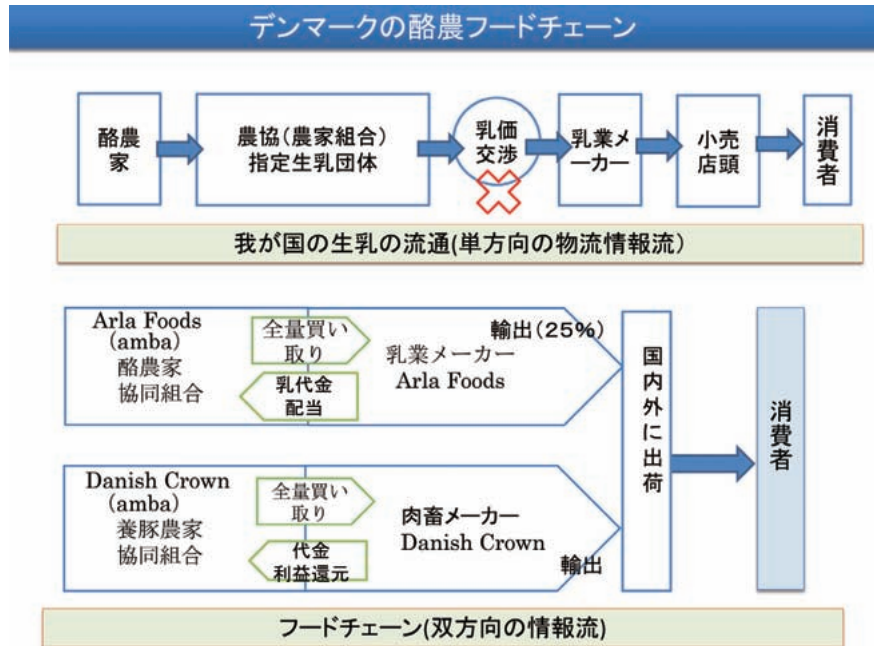 デンマークの酪農フードチェーン
酪農
家
農協(農家組合)
指定生乳団体
乳価
交渉
乳業メ
ーカー
小売
店頭
消費者
我が国の生乳の流通(単方向の物流情報流)
Arla Foods
(amba)
酪農家
協同組合
全量買い
取り
乳代金
配当
輸出(25%)
乳業メーカー
Arla Foods
Danish Crown
(amba)
養豚農家
協同組合
全量買い
取り
代金
利益還元
肉畜メーカー
Danish Crown
輸出
国内外に出荷
消費者
フードチェーン(双方向の情報流)